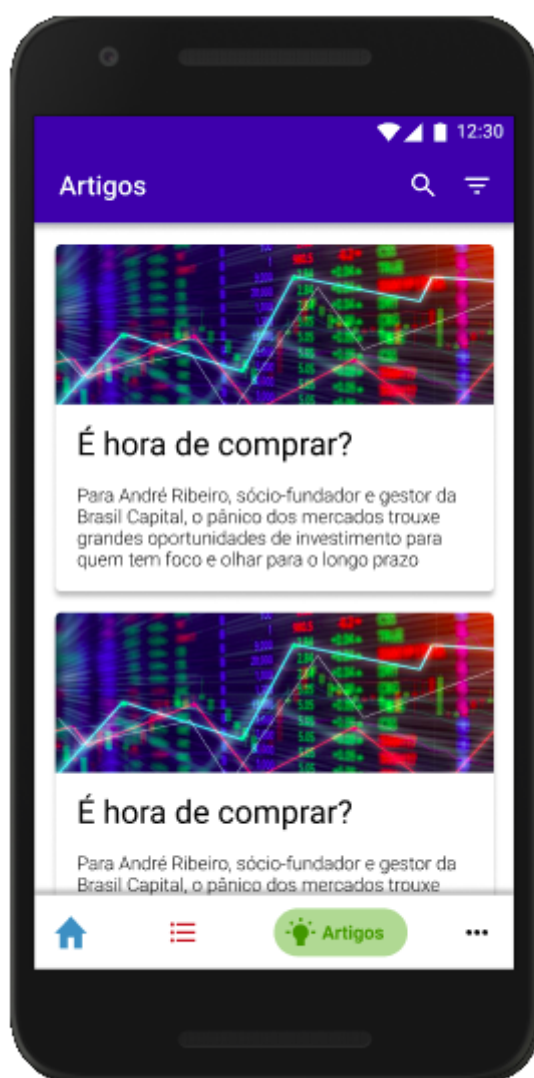 12:30
Artigos
É hora de comprar?
Para André Ribeiro, sócio-fundador e gestor da
Brasil Capital, o pânico dos mercados trouxe
grandes oportunidades de investimento para
quem tem foco e olhar para o longo prazo
É hora de comprar?
Para André Ribeiro, sócio-fundador e gestor da
Brasil Capital, o pânico dos mercados trouxe
Artigos